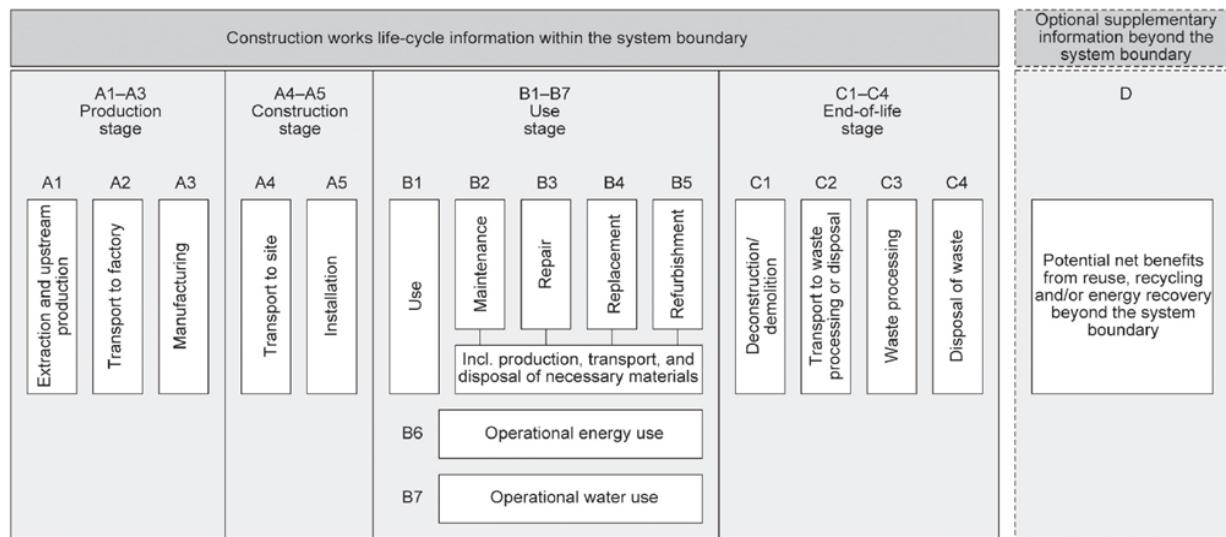 Construction works life-cycle information within the system boundary
Optional supplementary
information beyond the
system boundary
A1–A3
Production
stage
A4–A5
Construction
stage
B1–B7
Use
stage
C1–C4
End-of-life
stage
D
A1
A2
A3
A4
A5
B1
B2
B3
B4
B5
C1
C2
C3
C4
Extraction and upstream
production
Transport to factory
Manufacturing
Transport to site
Installation
Use
Maintenance
Repair
Replacement
Refurbishment
Incl. production, transport, and
disposal of necessary materials
Deconstruction/
demolition
Transport to waste
processing or disposal
Waste processing
Disposal of waste
Potential net benefits
from reuse, recycling
and/or energy recovery
beyond the system
boundary
B6
Operational energy use
B7
Operational water use